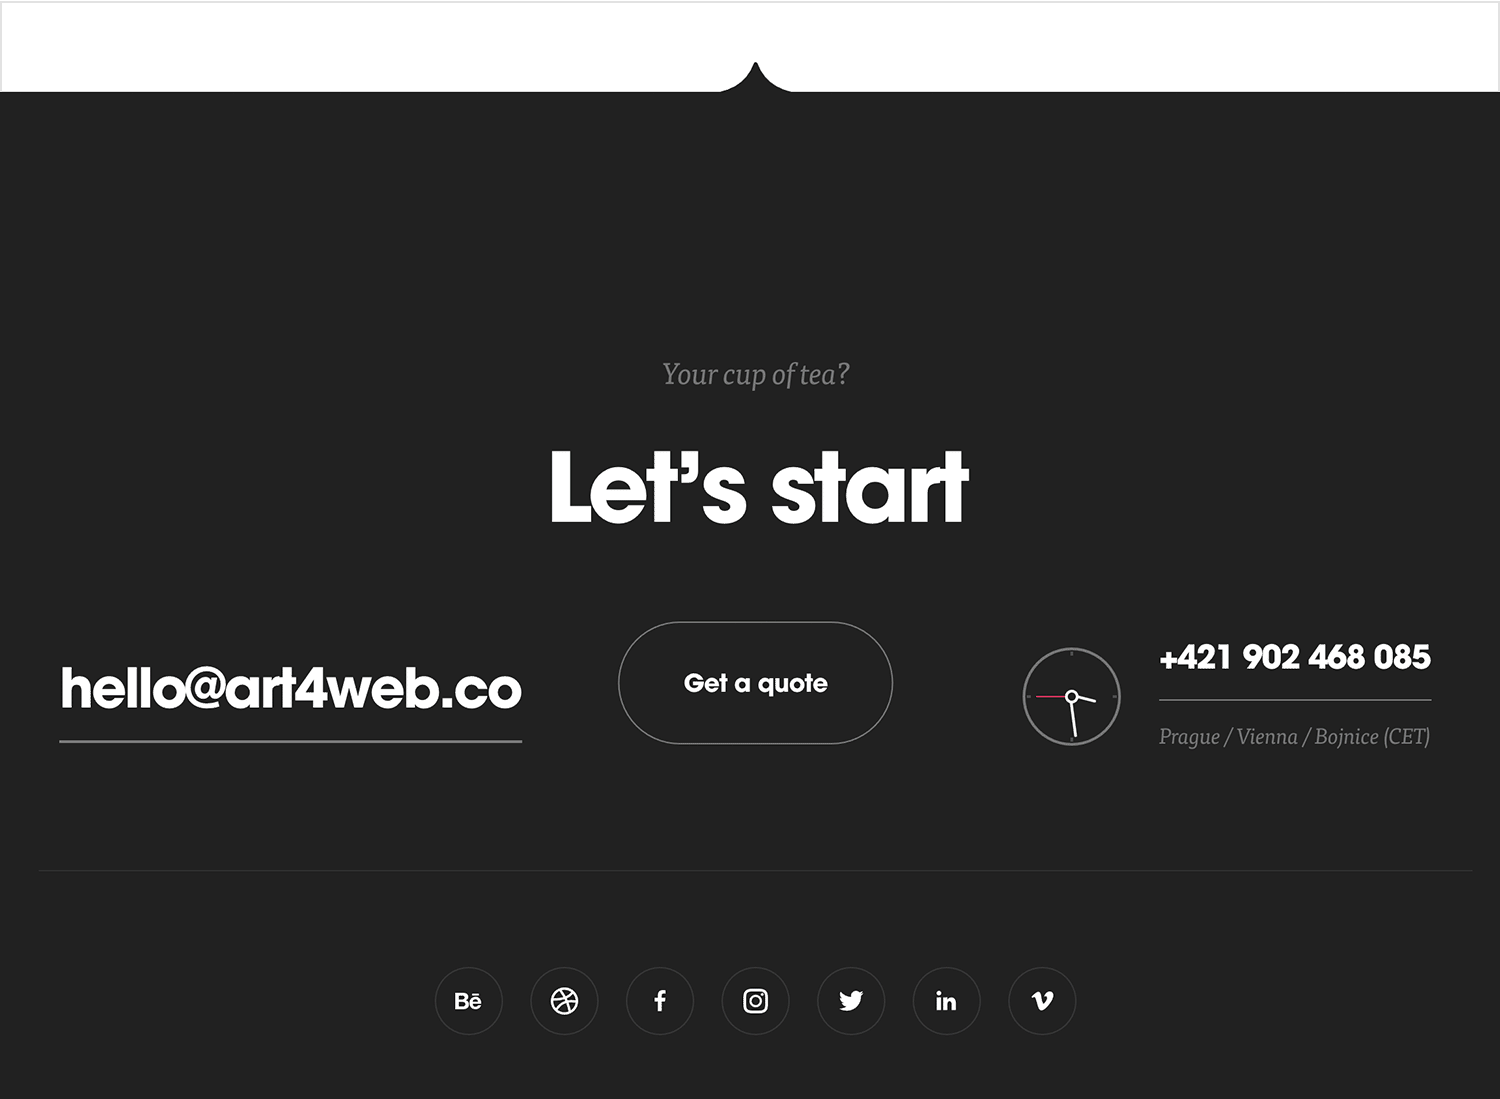 Your cup of tea?
Let’s start
hello@art4web.co
Get a quote
+421 902 468 085
Prague / Vienna / Bojnice (CET)
Bē
f
in
v